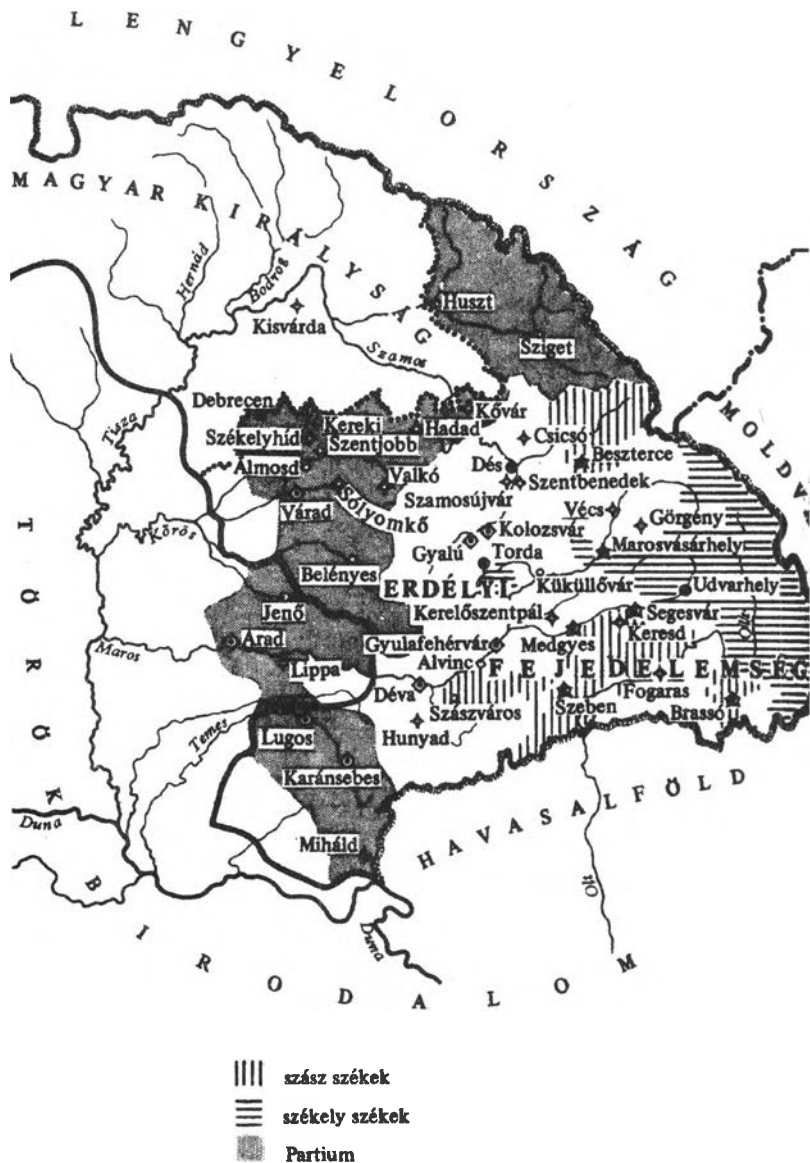 LENGYELORSZÁG
MAGYAR KIRÁLYSÁG
Hernád
Bodrog
Kisvárda
Huszt
Sziget
Szamos
Tisza
MOLDV
Debrecen
Székelyhíd
Kereki
Szentjobb
Hadad
Kővár
Álmosd
Valkó
Várad
Sólyomkő
Csicsó
Beszterce
Dés
Szentbenedek
Szamosújvár
Vécs
Görgény
Kolozsvár
Gyalú
Torda
Marosvásárhely
Körös
Belényes
ERDÉLYI
Küküllővár
Udvarhely
Jenő
Kerelőszentpál
Segesvár
Keresd
Olt
Arad
Gyulafehérvár
Medgyes
Maros
Lippa
Alvinc
FEJEDELEMSÉG
Fogaras
Déva
Szászváros
Szeben
Brassó
Temes
Lugos
Hunyad
Karánsebes
HAVASALFÖLD
Duna
Miháld
Olt
Duna
TÖRÖK
BIRODALOM
szász székek
székely székek
Partium